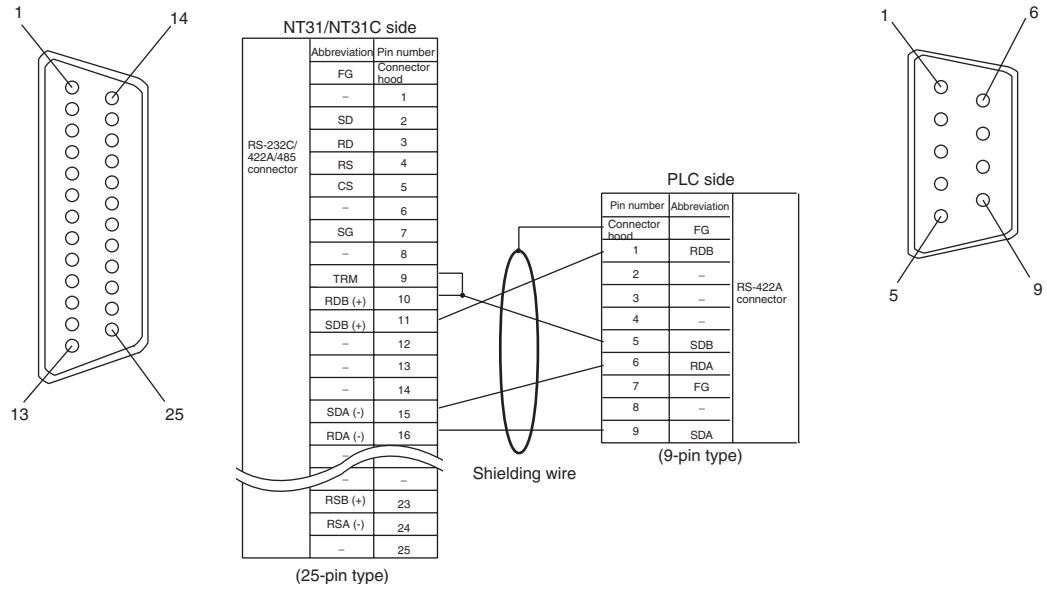 1
14
13
25
NT31/NT31C side
Abbreviation Pin number
FG Connector hood
– 1
SD 2
RS-232C/ 422A/485 connector
RD 3
RS 4
CS 5
– 6
SG 7
– 8
TRM 9
RDB (+) 10
SDB (+) 11
– 12
– 13
– 14
SDA (-) 15
RDA (-) 16
–
– –
RSB (+) 23
RSA (-) 24
– 25
(25-pin type)
Shielding wire
PLC side
Pin number Abbreviation
Connector hood FG
1 RDB
2 –
3 –
RS-422A connector
4 –
5 SDB
6 RDA
7 FG
8 –
9 SDA
(9-pin type)
1
6
5
9